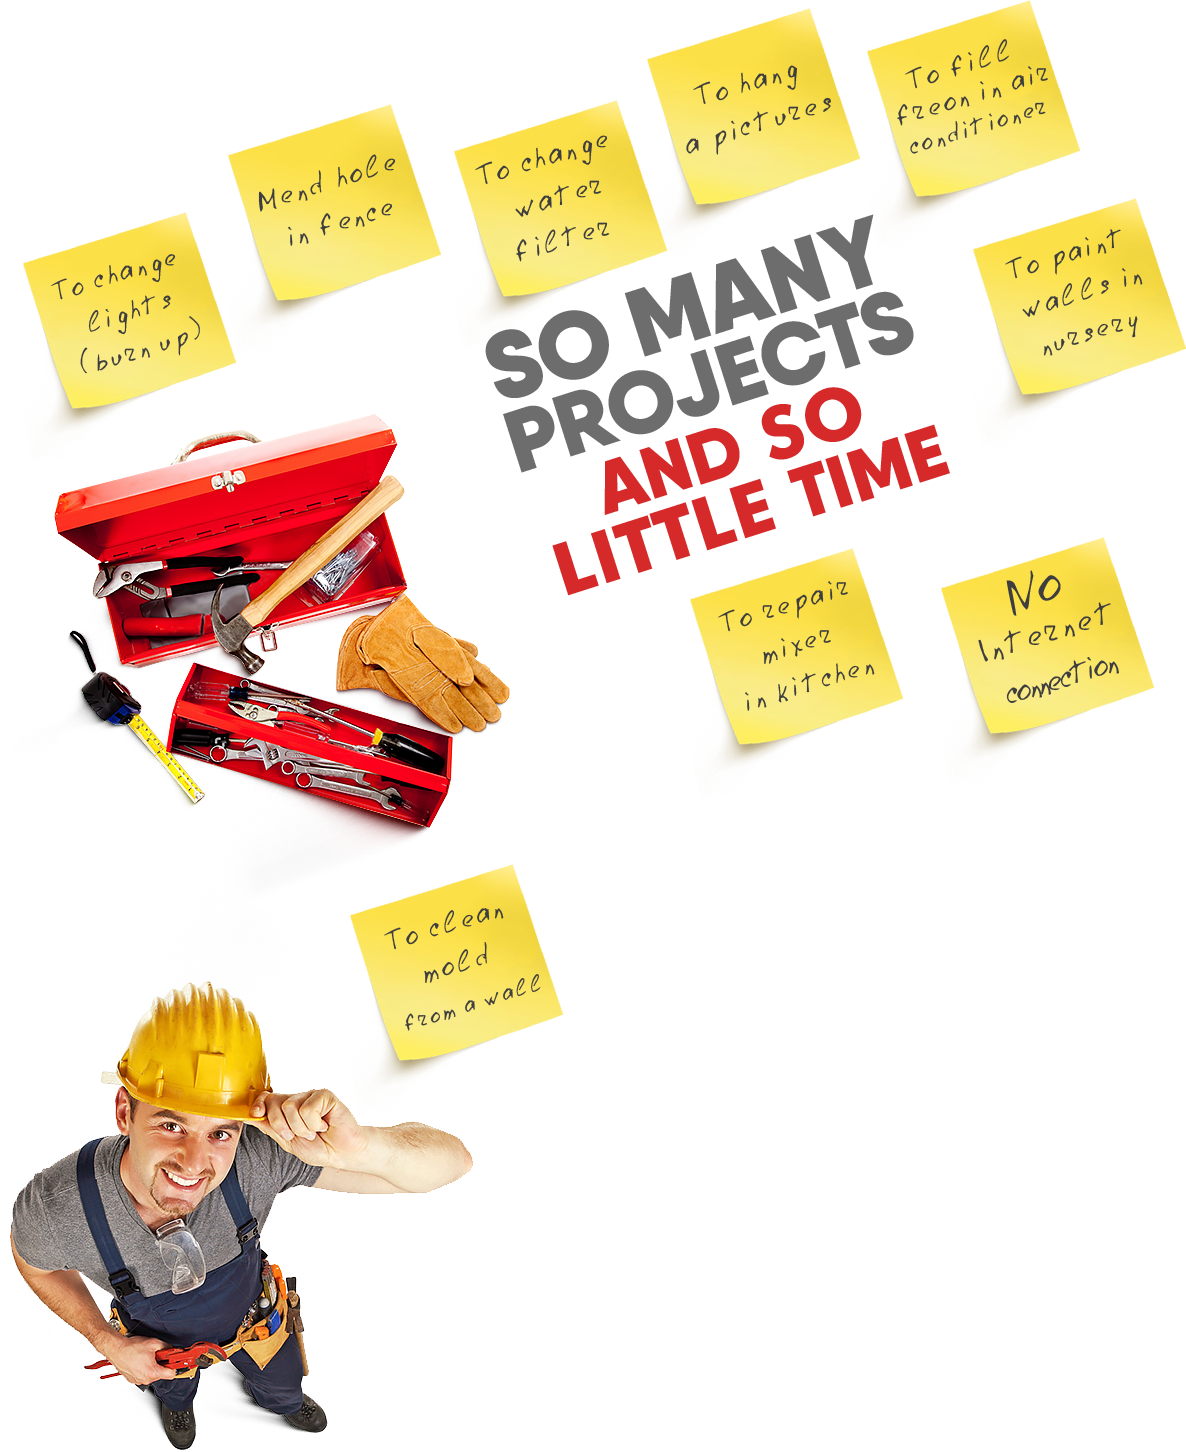 To hang
a pictures
To fill
freon in air
conditioner
Mend hole
in fence
To change
water
filter
To change
lights
(burn up)
To paint
walls in
nursery
SO MANY
PROJECTS
AND SO
LITTLE TIME
To repair
mixer
in kitchen
NO
Internet
connection
To clean
mold
from a wall